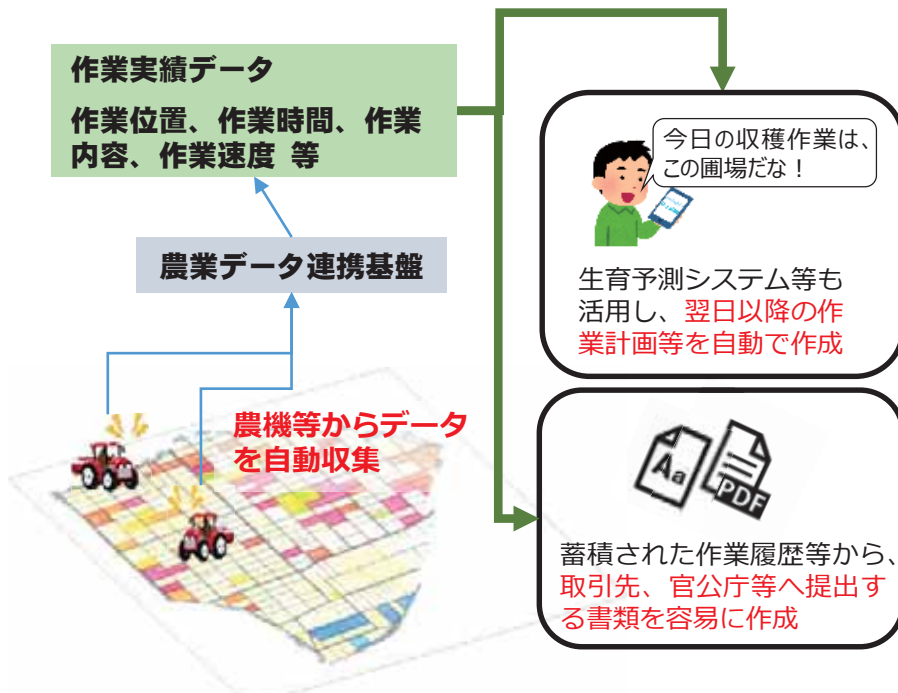 作業実績データ
作業位置、作業時間、作業
内容、作業速度 等
農業データ連携基盤
農機等からデータ
を自動収集
今日の収穫作業は、
この圃場だな！
生育予測システム等も
活用し、翌日以降の作
業計画等を自動で作成
Aa
PDF
蓄積された作業履歴等から、
取引先、官公庁等へ提出す
る書類を容易に作成